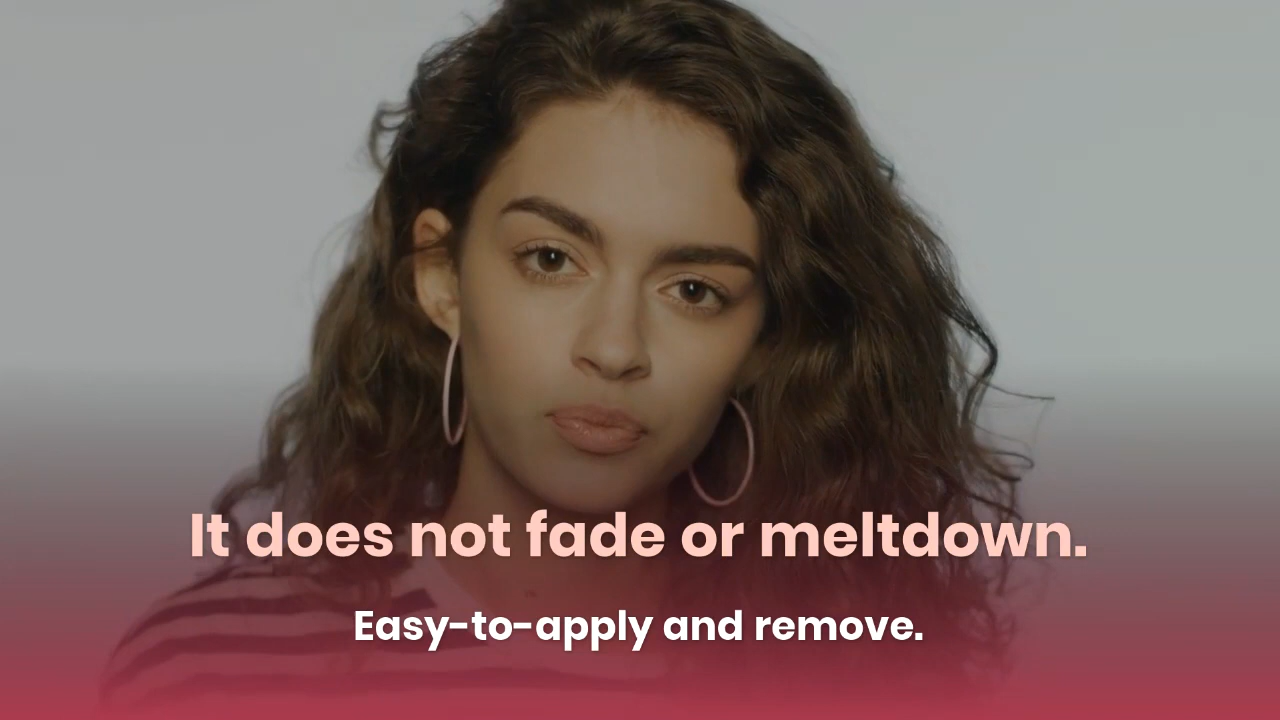 It does not fade or meltdown.
Easy-to-apply and remove.